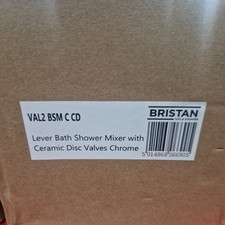 VAL2 BSM C CD
BRISTAN
Lever Bath Shower Mixer with
Ceramic Disc Valves Chrome